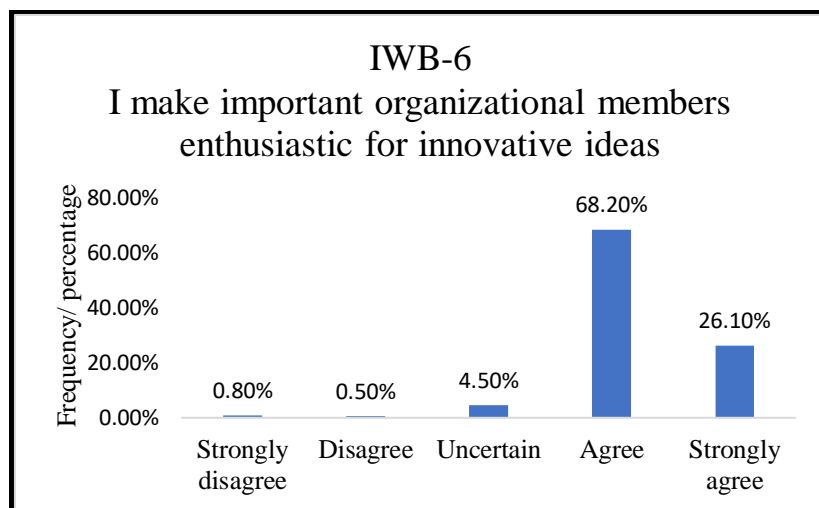 IWB-6
I make important organizational members
enthusiastic for innovative ideas
Frequency/ percentage
80.00%
60.00%
40.00%
20.00%
0.00%
0.80%
0.50%
4.50%
68.20%
26.10%
Strongly
disagree
Disagree
Uncertain
Agree
Strongly
agree